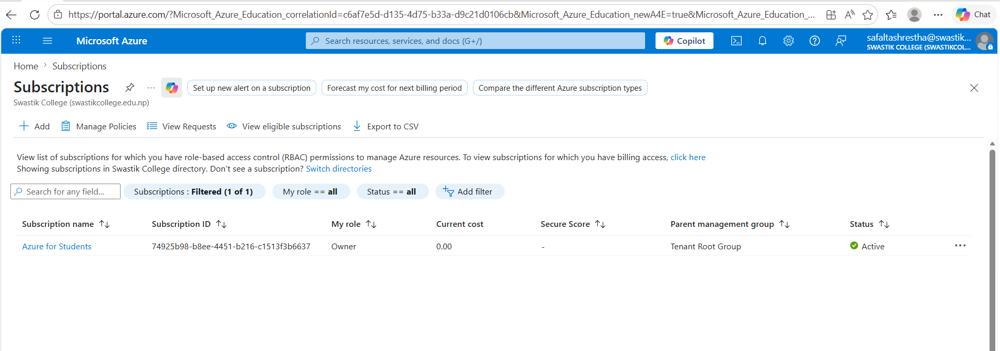 https://portal.azure.com/?Microsoft_Azure_Education_correlationId=c6af7e5d-d135-4d75-b33a-d9c21d0106cb&Microsoft_Azure_Education_newA4E=true&Microsoft_Azure_Education_... Chat
Microsoft Azure
Search resources, services, and docs (G+/)
Copilot
safaltashrestha@swastik...
SWASTIK COLLEGE (SWASTIKCOL...
Home > Subscriptions
Subscriptions ... Set up new alert on a subscription Forecast my cost for next billing period Compare the different Azure subscription types
Swastik College (swastikcollege.edu.np)
Add Manage Policies View Requests View eligible subscriptions Export to CSV
View list of subscriptions for which you have role-based access control (RBAC) permissions to manage Azure resources. To view subscriptions for which you have billing access, click here
Showing subscriptions in Swastik College directory. Don't see a subscription? Switch directories
Search for any field... Subscriptions : Filtered (1 of 1) My role == all Status == all Add filter
Subscription name Subscription ID My role Current cost Secure Score Parent management group Status
Azure for Students 74925b98-b8ee-4451-b216-c1513f3b6637 Owner 0.00 - Tenant Root Group Active ...